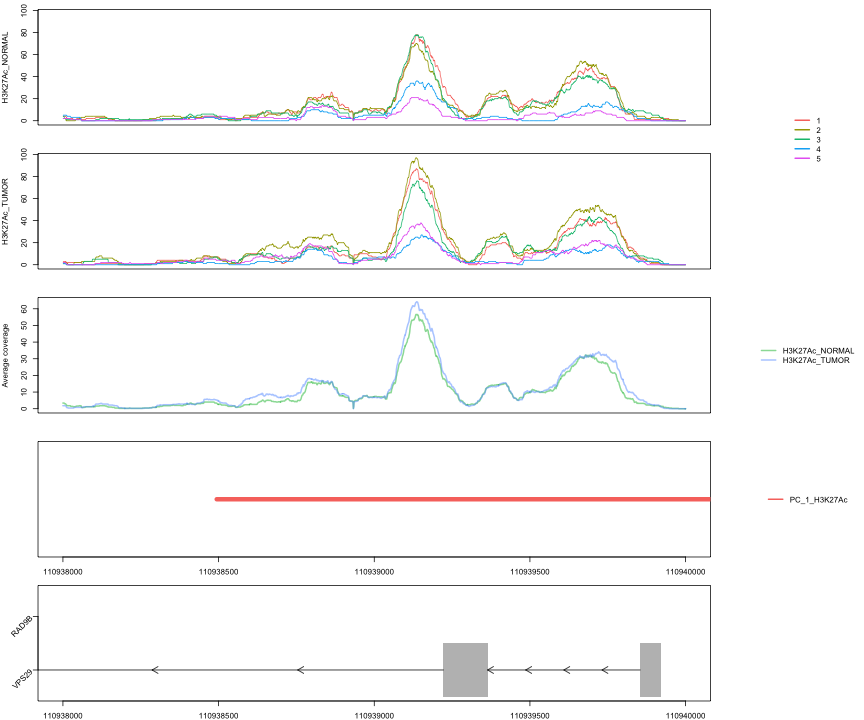 H3K27Ac_NORMAL
0 20 40 60 80 100
1
2
3
4
5
H3K27Ac_TUMOR
0 20 40 60 80 100
Average coverage
0 10 20 30 40 50 60
H3K27Ac_NORMAL
H3K27Ac_TUMOR
PC_1_H3K27Ac
110938000 110938500 110939000 110939500 110940000
RAD9B
VPS29
110938000 110938500 110939000 110939500 110940000